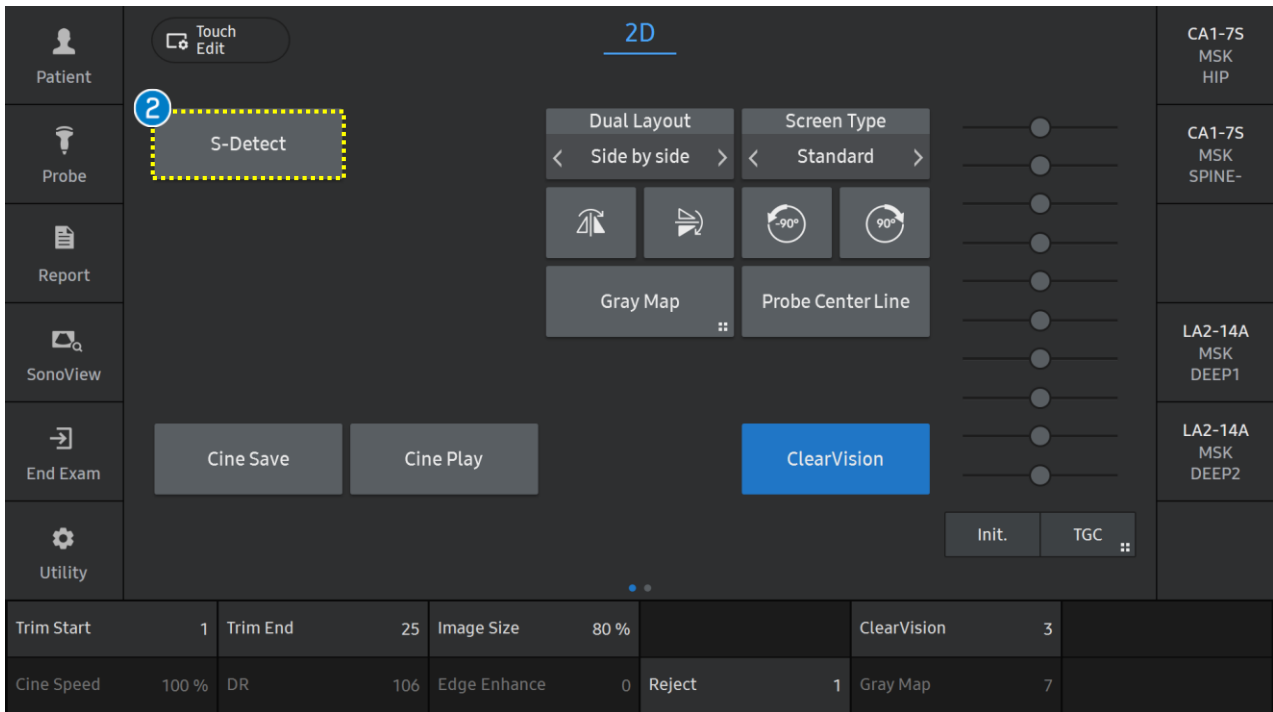 Patient
Probe
Report
SonoView
End Exam
Utility
Touch
Edit
2D
2
S-Detect
Dual Layout
Side by side
Screen Type
Standard
-90°
90°
Gray Map
Probe Center Line
Cine Save
Cine Play
ClearVision
Init.
TGC
CA1-7S
MSK
HIP
CA1-7S
MSK
SPINE-
LA2-14A
MSK
DEEP1
LA2-14A
MSK
DEEP2
Trim Start 1
Trim End 25
Image Size 80 %
ClearVision 3
Cine Speed 100 %
DR 106
Edge Enhance 0
Reject 1
Gray Map 7